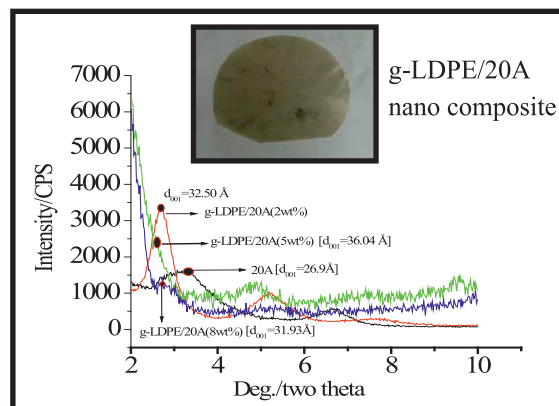 g-LDPE/20A
nano composite
7000
6000
5000
4000
3000
2000
1000
0
Intensity/CPS
d001=32.50 Å
g-LDPE/20A(2wt%)
g-LDPE/20A(5wt%) [d001=36.04 Å]
20A [d001=26.9Å]
g-LDPE/20A(8wt%) [d001=31.93Å]
2 4 6 8 10
Deg./two theta